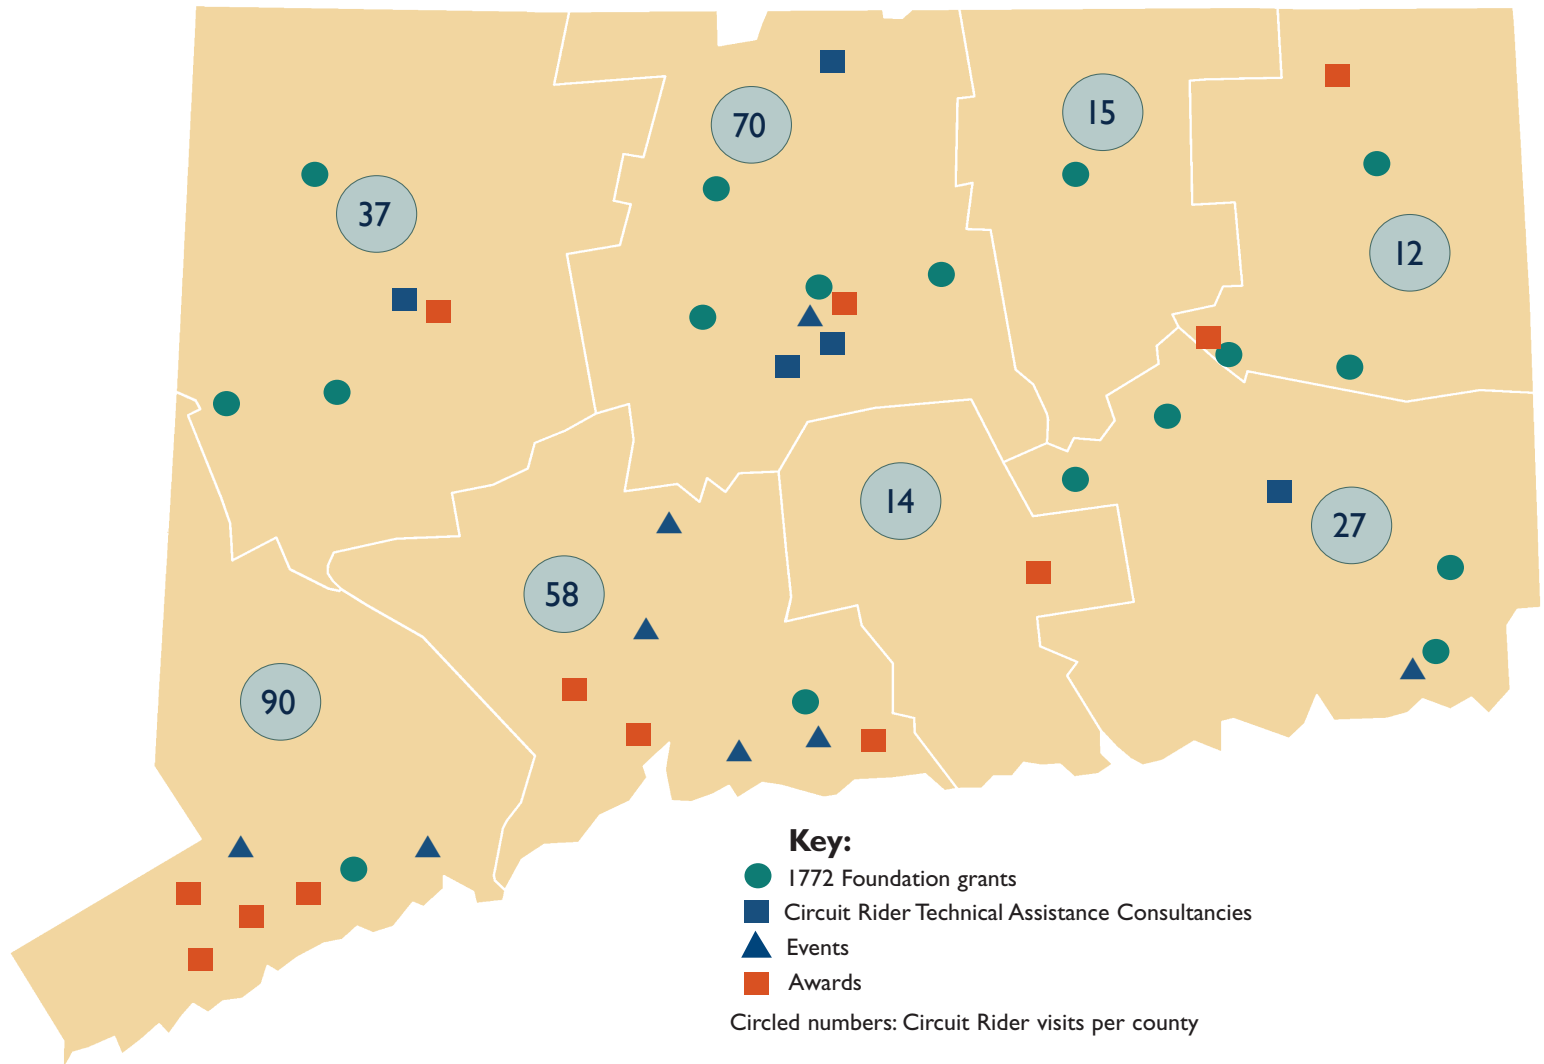 70
15
37
12
14
27
58
90
Key:
1772 Foundation grants
Circuit Rider Technical Assistance Consultancies
Events
Awards
Circled numbers: Circuit Rider visits per county